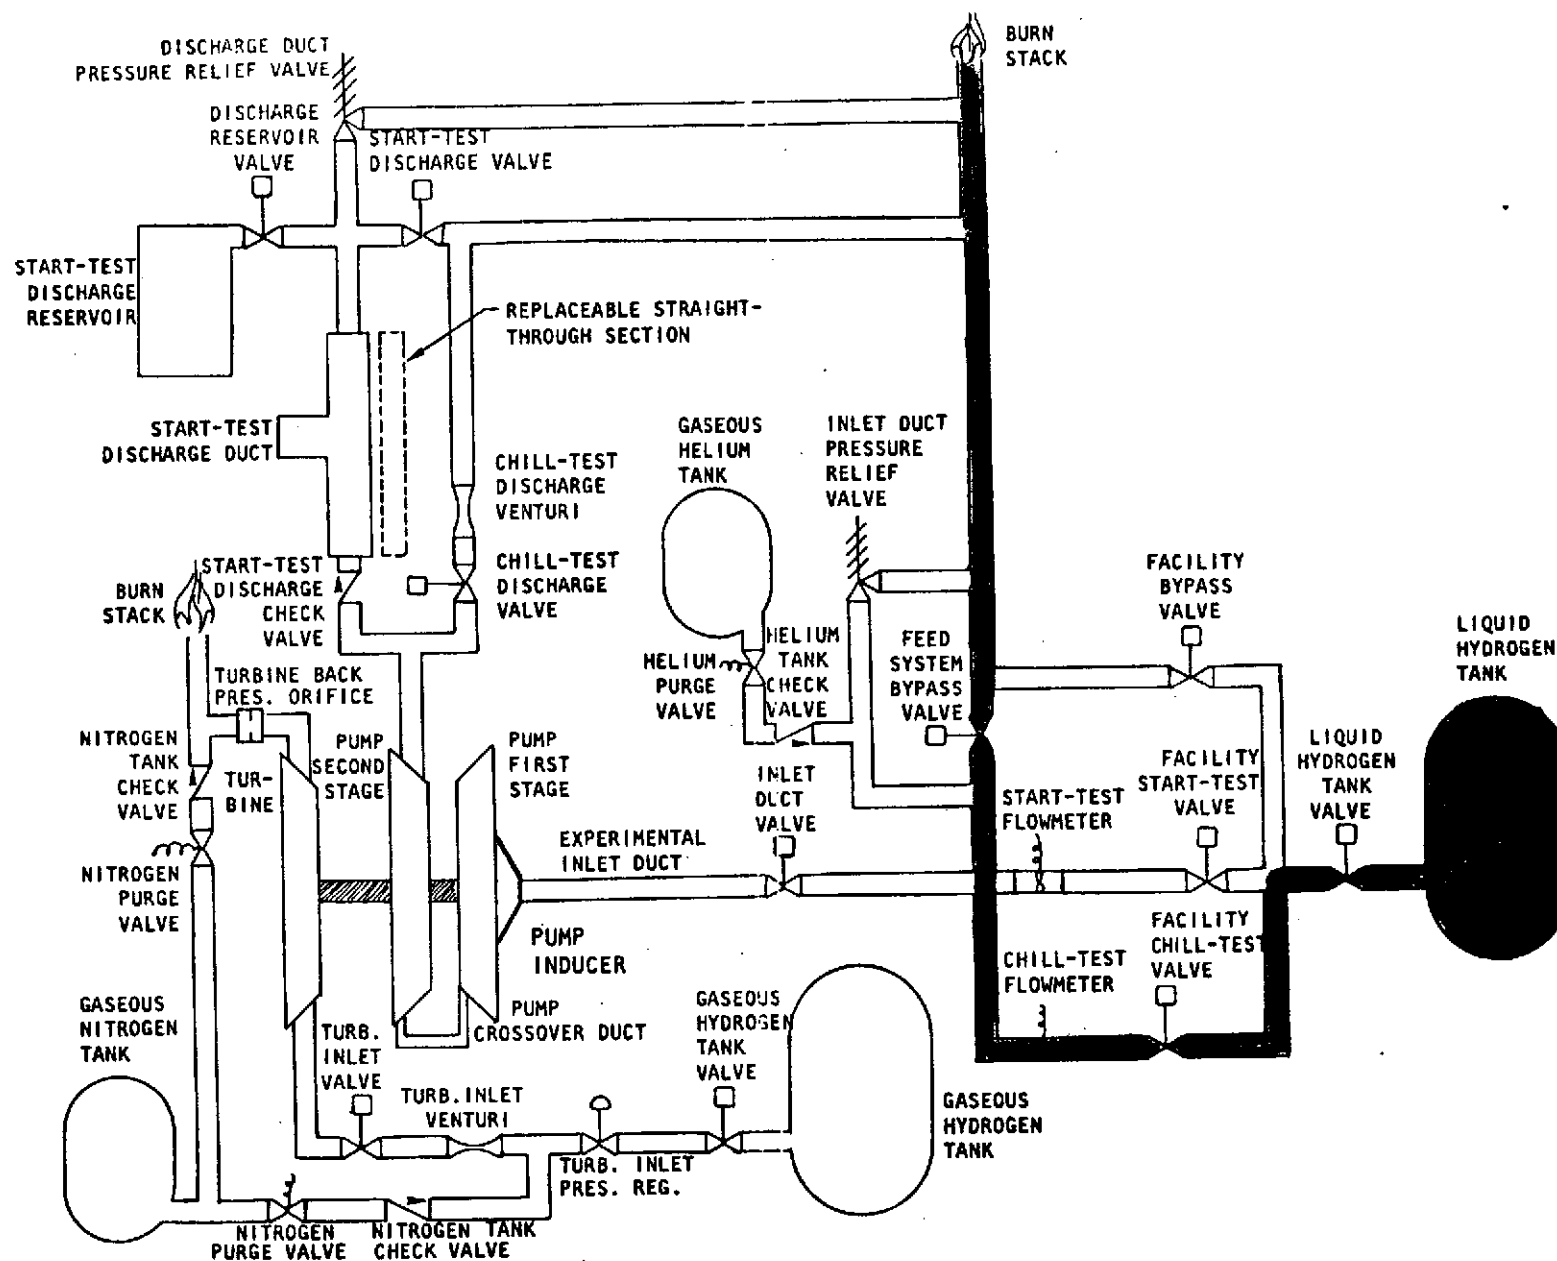 DISCHARGE DUCT
PRESSURE RELIEF VALVE
BURN
STACK
DISCHARGE
RESERVOIR
VALVE
START-TEST
DISCHARGE VALVE
START-TEST
DISCHARGE
RESERVOIR
REPLACEABLE STRAIGHT-
THROUGH SECTION
START-TEST
DISCHARGE DUCT
GASEOUS
HELIUM
TANK
INLET DUCT
PRESSURE
RELIEF
VALVE
CHILL-TEST
DISCHARGE
VENTURI
START-TEST
DISCHARGE
CHECK
VALVE
CHILL-TEST
DISCHARGE
VALVE
BURN
STACK
FACILITY
BYPASS
VALVE
LIQUID
HYDROGEN
TANK
HELIUM
PURGE
VALVE
HELIUM
TANK
CHECK
VALVE
FEED
SYSTEM
BYPASS
VALVE
TURBINE BACK
PRES. ORIFICE
NITROGEN
TANK
CHECK
VALVE
TUR-
BINE
PUMP
SECOND
STAGE
PUMP
FIRST
STAGE
INLET
DUCT
VALVE
START-TEST
FLOWMETER
FACILITY
START-TEST
VALVE
LIQUID
HYDROGEN
TANK
VALVE
EXPERIMENTAL
INLET DUCT
NITROGEN
PURGE
VALVE
PUMP
INDUCER
CHILL-TEST
FLOWMETER
FACILITY
CHILL-TEST
VALVE
GASEOUS
NITROGEN
TANK
TURB.
INLET
VALVE
PUMP
CROSSOVER DUCT
GASEOUS
HYDROGEN
TANK
VALVE
TURB.INLET
VENTURI
GASEOUS
HYDROGEN
TANK
TURB. INLET
PRES. REG.
NITROGEN
PURGE VALVE
NITROGEN TANK
CHECK VALVE